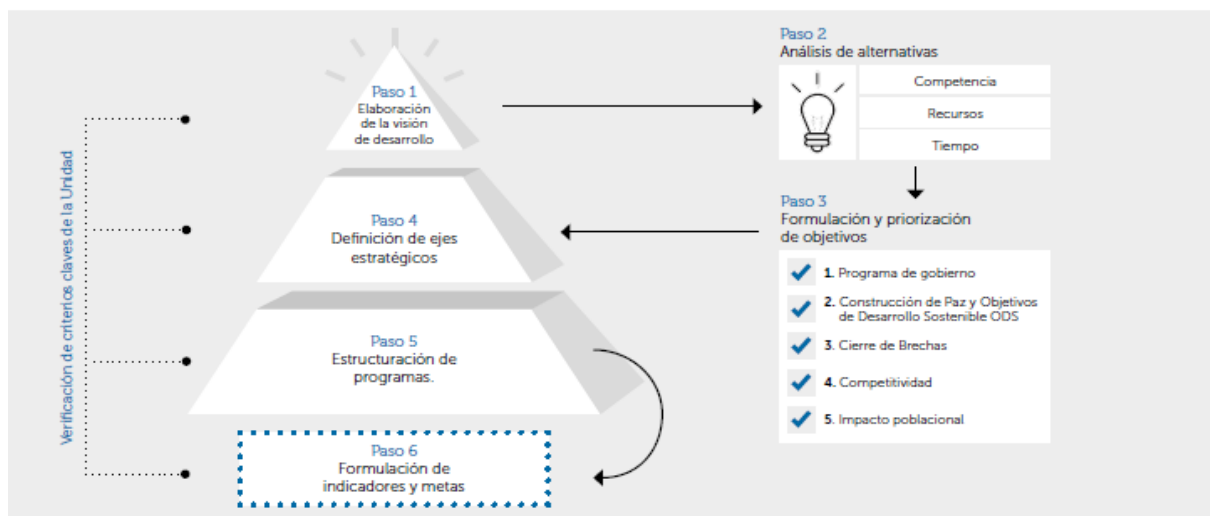 Paso 1
Elaboración
de la visión
de desarrollo
Paso 2
Análisis de alternativas
Competencia
Recursos
Tiempo
Paso 3
Formulación y priorización
de objetivos
1. Programa de gobierno
2. Construcción de Paz y Objetivos
de Desarrollo Sostenible ODS
3. Cierre de Brechas
4. Competitividad
5. Impacto poblacional
Paso 4
Definición de ejes
estratégicos
Paso 5
Estructuración de
programas.
Paso 6
Formulación de
indicadores y metas
Verificación de criterios claves de la Unidad